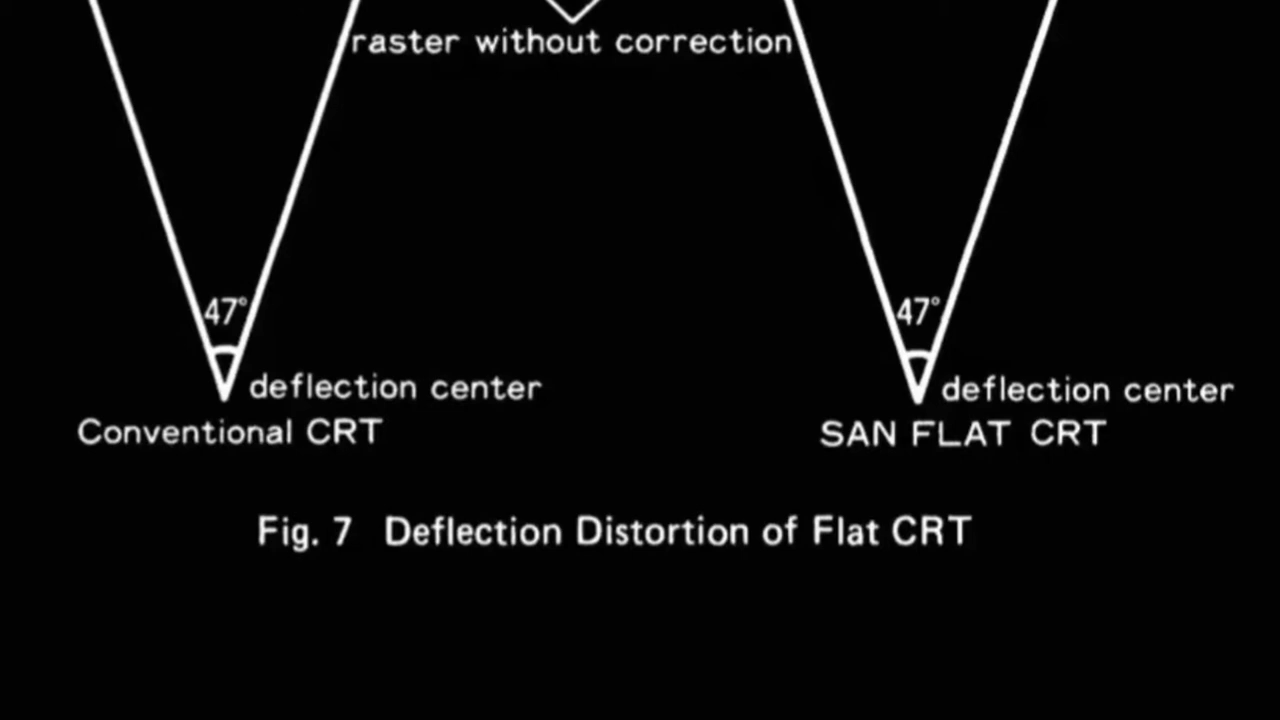 raster without correction
47° 47°
deflection center deflection center
Conventional CRT SAN FLAT CRT
Fig. 7 Deflection Distortion of Flat CRT